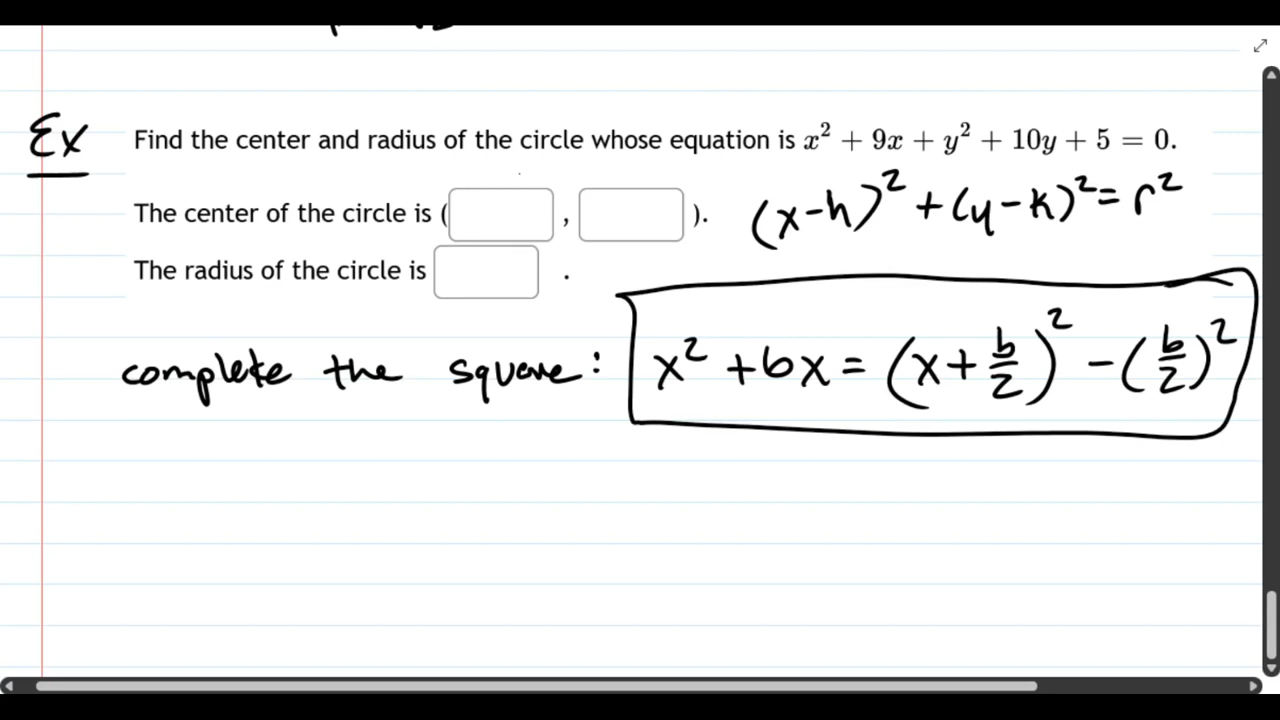 Ex Find the center and radius of the circle whose equation is x² + 9x + y² + 10y + 5 = 0.
The center of the circle is ( , ). (x-h)² + (y-k)² = r²
The radius of the circle is .
complete the square: x² + bx = (x + b/2)² - (b/2)²